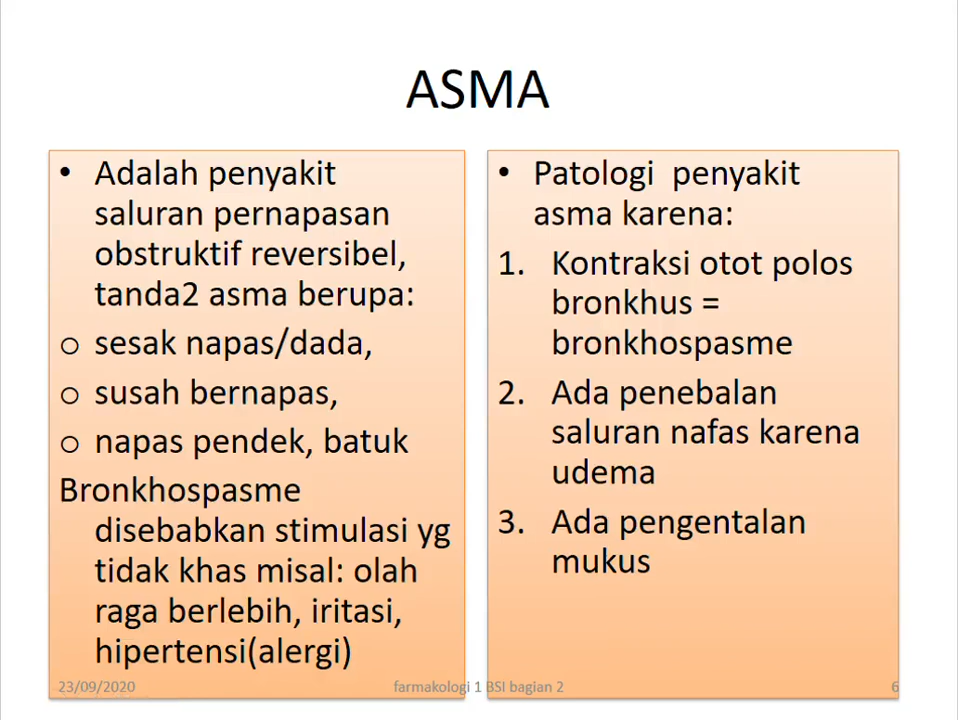 ASMA
• Adalah penyakit
saluran pernapasan
obstruktif reversibel,
tanda2 asma berupa:
o sesak napas/dada,
o susah bernapas,
o napas pendek, batuk
Bronkhospasme
disebabkan stimulasi yg
tidak khas misal: olah
raga berlebih, iritasi,
hipertensi(alergi)
• Patologi penyakit
asma karena:
1. Kontraksi otot polos
bronkhus =
bronkhospasme
2. Ada penebalan
saluran nafas karena
udema
3. Ada pengentalan
mukus
23/09/2020
farmakologi 1 BSI bagian 2
6